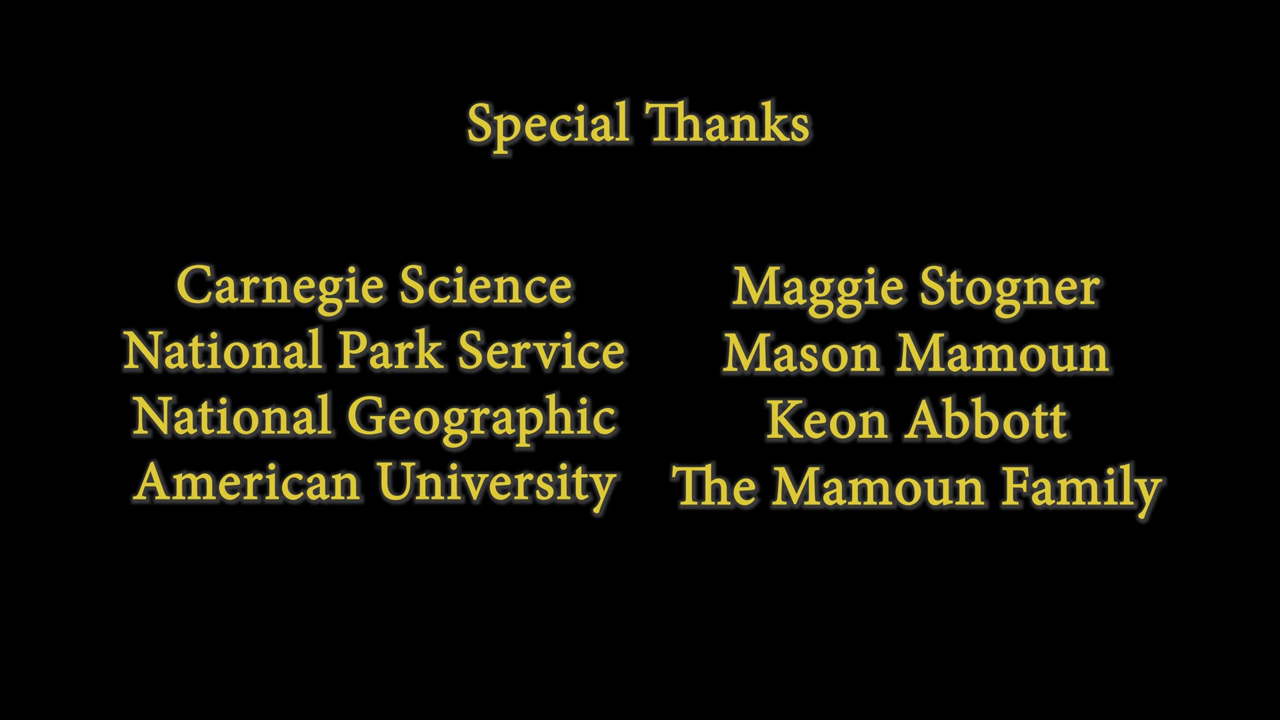 Special Thanks
Carnegie Science
National Park Service
National Geographic
American University
Maggie Stogner
Mason Mamoun
Keon Abbott
The Mamoun Family